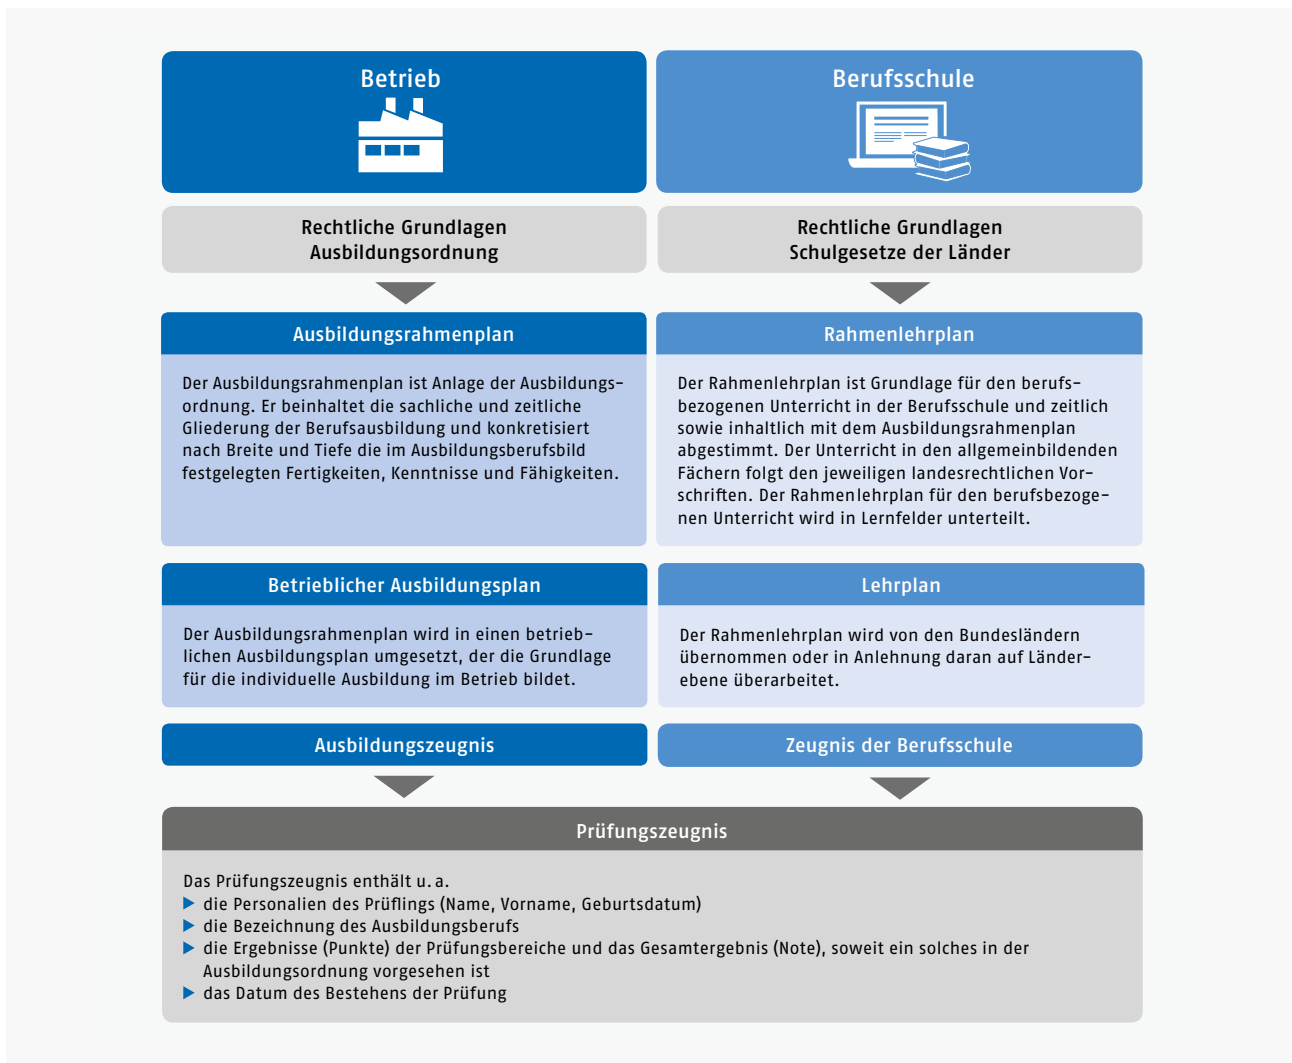 Betrieb
Rechtliche Grundlagen
Ausbildungsordnung
Ausbildungsrahmenplan
Der Ausbildungsrahmenplan ist Anlage der Ausbildungs-
ordnung. Er beinhaltet die sachliche und zeitliche
Gliederung der Berufsausbildung und konkretisiert
nach Breite und Tiefe die im Ausbildungsberufsbild
festgelegten Fertigkeiten, Kenntnisse und Fähigkeiten.
Betrieblicher Ausbildungsplan
Der Ausbildungsrahmenplan wird in einen betrieb-
lichen Ausbildungsplan umgesetzt, der die Grundlage
für die individuelle Ausbildung im Betrieb bildet.
Ausbildungszeugnis
Berufsschule
Rechtliche Grundlagen
Schulgesetze der Länder
Rahmenlehrplan
Der Rahmenlehrplan ist Grundlage für den berufs-
bezogenen Unterricht in der Berufsschule und zeitlich
sowie inhaltlich mit dem Ausbildungsrahmenplan
abgestimmt. Der Unterricht in den allgemeinbildenden
Fächern folgt den jeweiligen landesrechtlichen Vor-
schriften. Der Rahmenlehrplan für den berufsbezoge-
nen Unterricht wird in Lernfelder unterteilt.
Lehrplan
Der Rahmenlehrplan wird von den Bundesländern
übernommen oder in Anlehnung daran auf Länder-
ebene überarbeitet.
Zeugnis der Berufsschule
Prüfungszeugnis
Das Prüfungszeugnis enthält u. a.
▶ die Personalien des Prüflings (Name, Vorname, Geburtsdatum)
▶ die Bezeichnung des Ausbildungsberufs
▶ die Ergebnisse (Punkte) der Prüfungsbereiche und das Gesamtergebnis (Note), soweit ein solches in der
Ausbildungsordnung vorgesehen ist
▶ das Datum des Bestehens der Prüfung